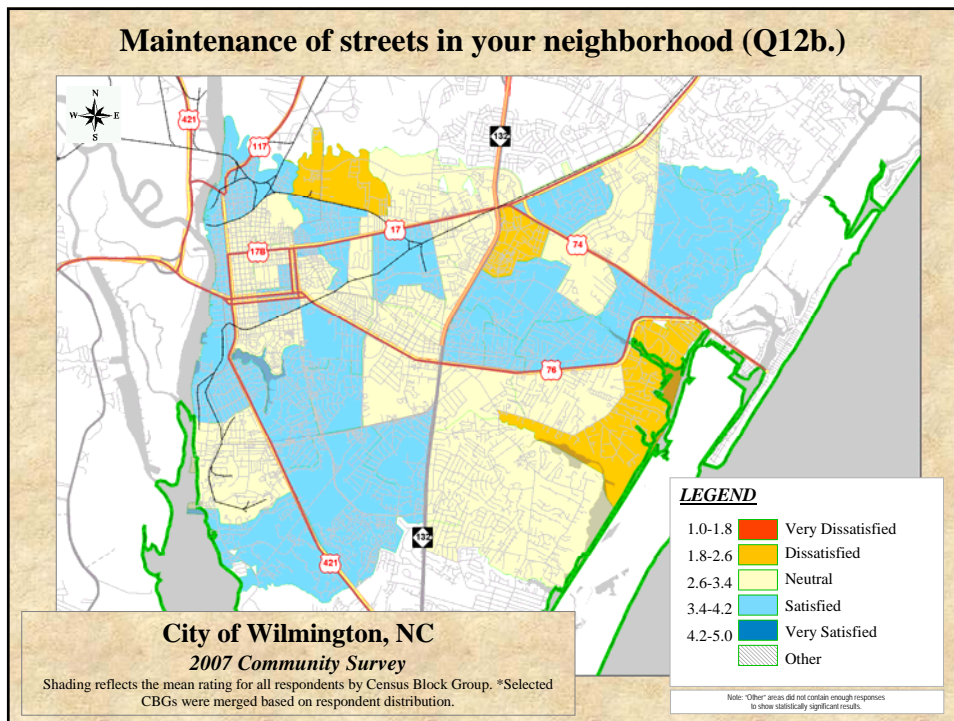 Maintenance of streets in your neighborhood (Q12b.)
N
W E
S
421
117
132
17
17B
74
76
132
421
LEGEND
1.0-1.8 Very Dissatisfied
1.8-2.6 Dissatisfied
2.6-3.4 Neutral
3.4-4.2 Satisfied
4.2-5.0 Very Satisfied
Other
City of Wilmington, NC
2007 Community Survey
Shading reflects the mean rating for all respondents by Census Block Group. *Selected
CBGs were merged based on respondent distribution.
Note: "Other" areas did not contain enough responses
to show statistically significant results.